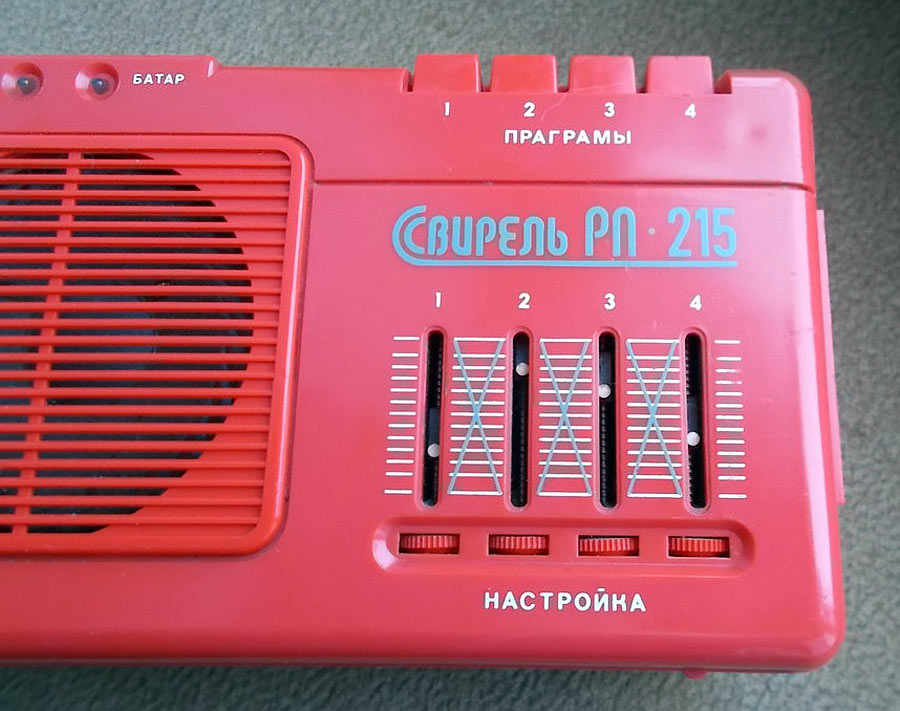 БАТАР
1 2 3 4
ПРАГРАМЫ
СВИРЕЛЬ РП·215
1 2 3 4
НАСТРОЙКА